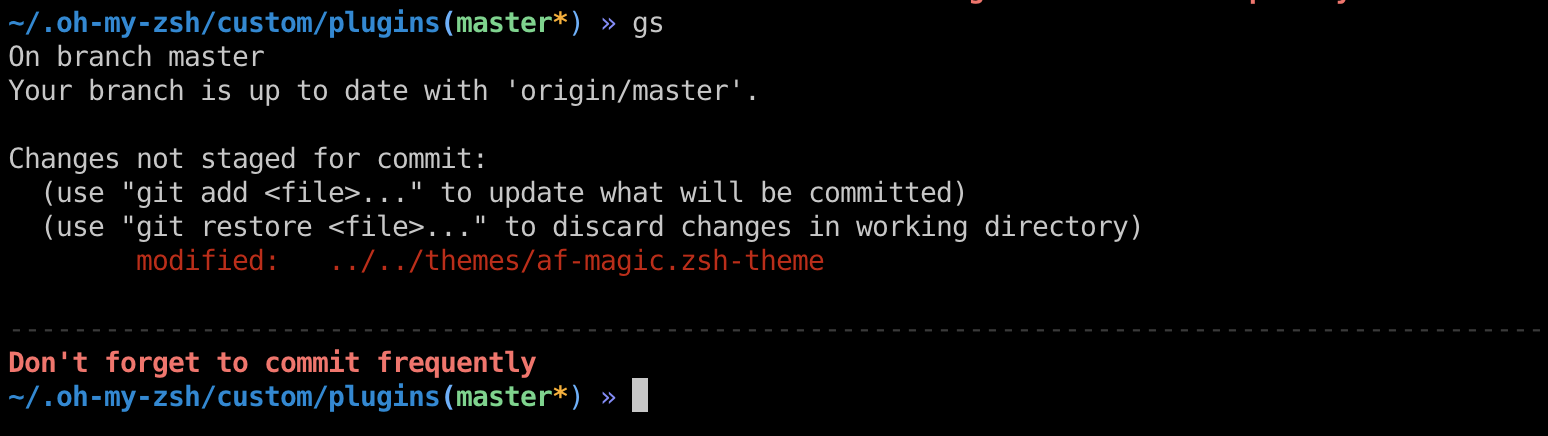 ~/.oh-my-zsh/custom/plugins(master*) » gs
On branch master
Your branch is up to date with 'origin/master'.
Changes not staged for commit:
  (use "git add <file>..." to update what will be committed)
  (use "git restore <file>..." to discard changes in working directory)
        modified:   ../../themes/af-magic.zsh-theme
------------------------------------------------------------------------------------------------
Don't forget to commit frequently
~/.oh-my-zsh/custom/plugins(master*) »